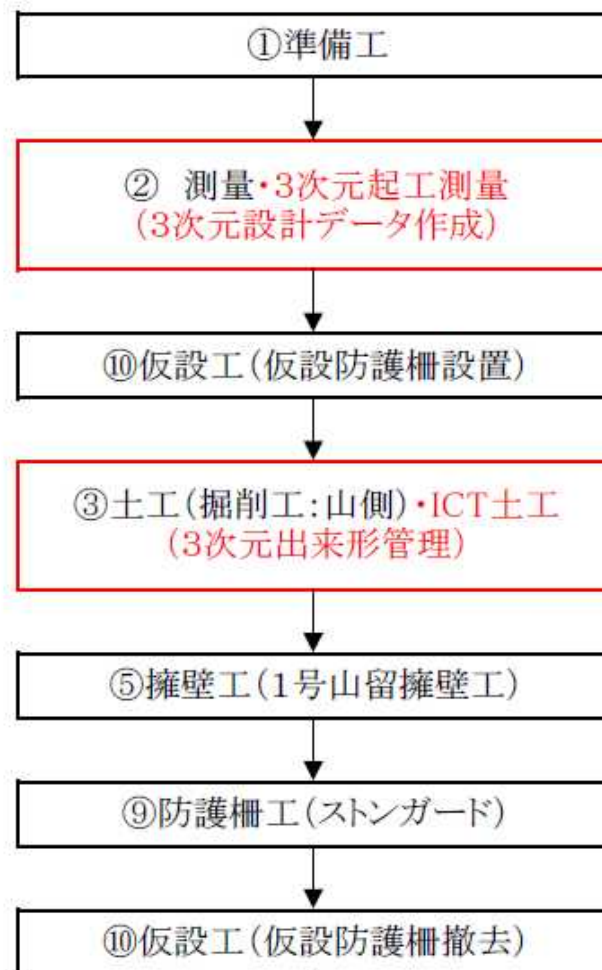 ①準備工
② 測量・3次元起工測量
(3次元設計データ作成)
⑩仮設工(仮設防護柵設置)
③土工(掘削工:山側)・ICT土工
(3次元出来形管理)
⑤擁壁工(1号山留擁壁工)
⑨防護柵工(ストンガード)
⑩仮設工(仮設防護柵撤去)